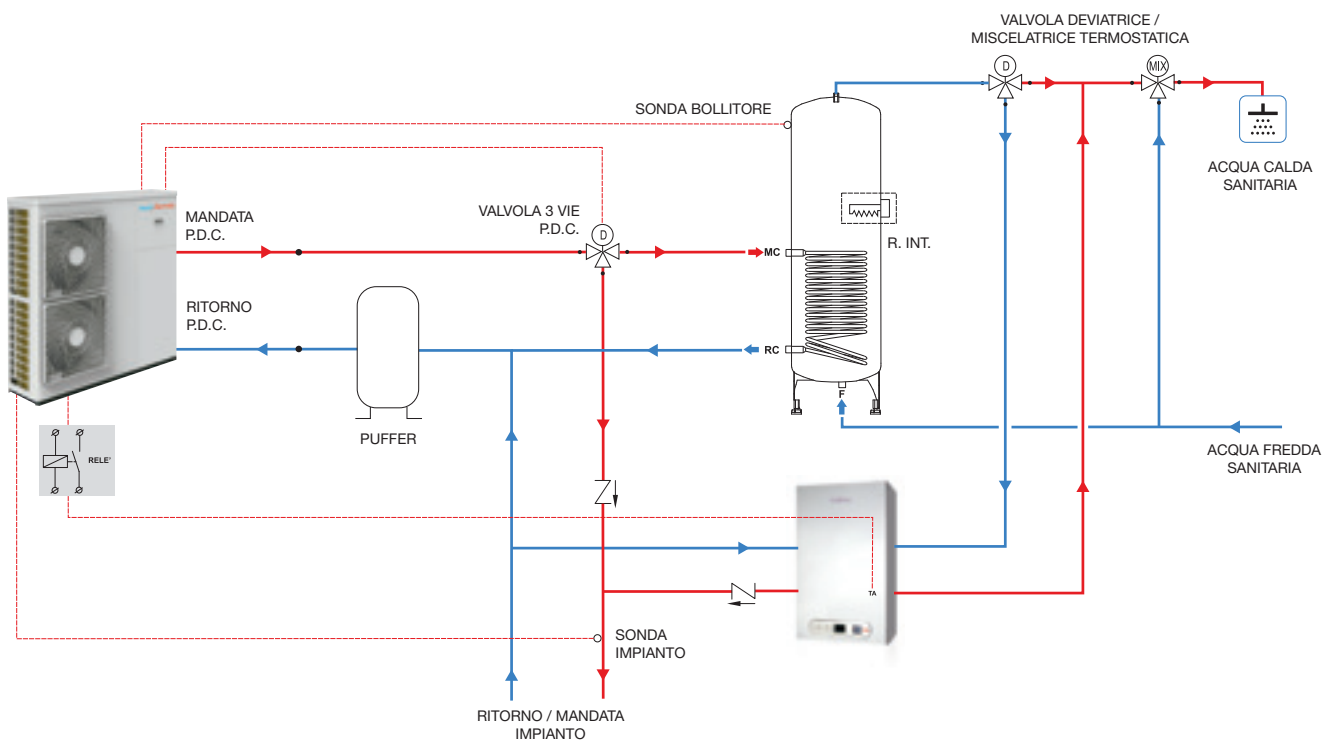 VALVOLA DEVIATRICE /
MISCELATRICE TERMOSTATICA
D
MIX
SONDA BOLLITORE
ACQUA CALDA
SANITARIA
MANDATA
P.D.C.
VALVOLA 3 VIE
P.D.C.
D
R. INT.
MC
RITORNO
P.D.C.
RC
F
PUFFER
ACQUA FREDDA
SANITARIA
RELE'
TA
SONDA
IMPIANTO
RITORNO / MANDATA
IMPIANTO